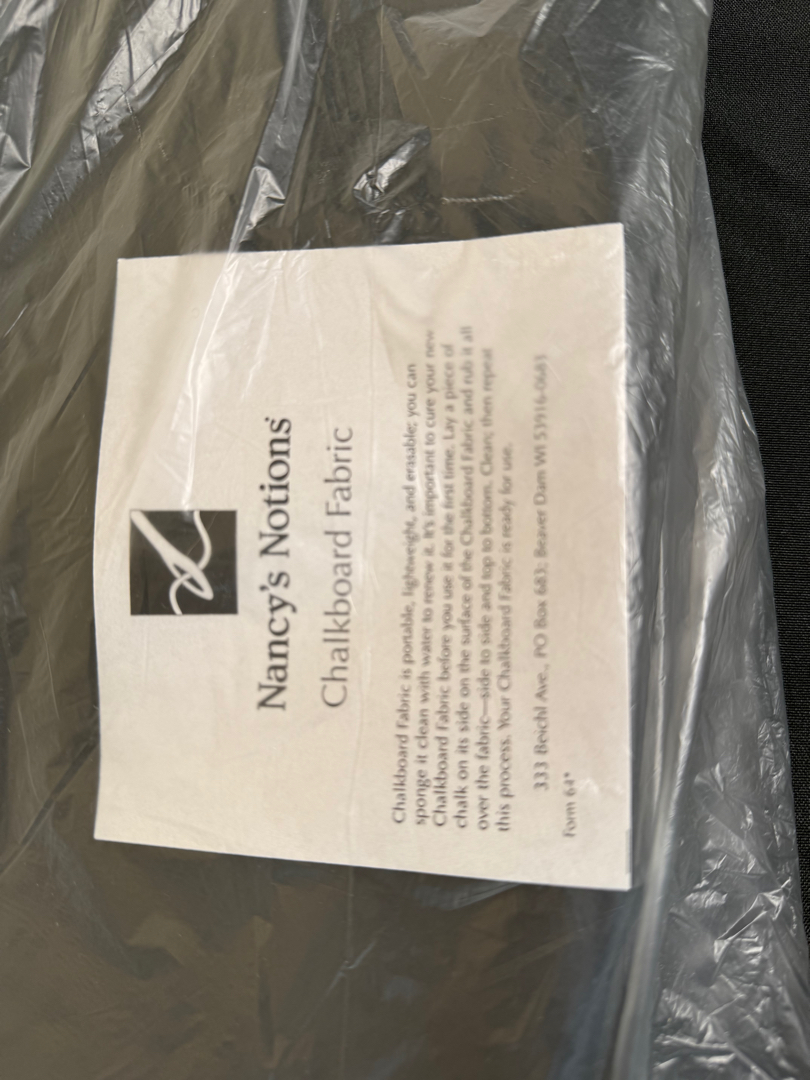 Nancy's Notions
Chalkboard Fabric
Chalkboard Fabric is portable, lightweight, and erasable; you can
sponge it clean with water to renew it. It's important to cure your new
Chalkboard Fabric before you use it for the first time. Lay a piece of
chalk on its side on the surface of the Chalkboard Fabric and rub it all
over the fabric—side to side and top to bottom. Clean; then repeat
this process. Your Chalkboard Fabric is ready for use.
333 Beichl Ave., PO Box 683; Beaver Dam WI 53916-0683
Form 64*